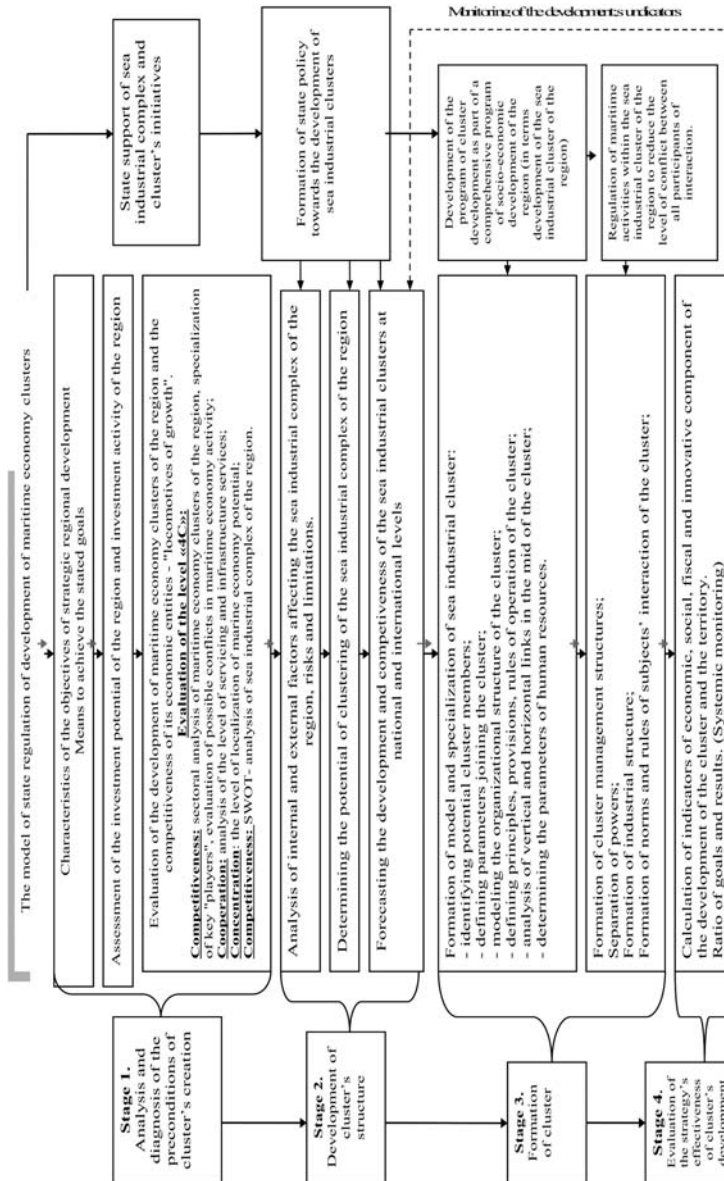 The model of state regulation of development of maritime economy clusters
Stage 1.
Analysis and
diagnosis of the
preconditions of
cluster's creation
Characteristics of the objectives of strategic regional development
Means to achieve the stated goals
Assessment of the investment potential of the region and investment activity of the region
Evaluation of the development of maritime economy clusters of the region and the
competitiveness of its economic entities - "locomotives of growth".
Evaluation of the level «4C»:
Competitiveness: sectoral analysis of maritime economy clusters of the region, specialization
of key "players", evaluation of possible conflicts in maritime economy activity;
Cooperation: analysis of the level of servicing and infrastructure services;
Concentration: the level of localization of marine economy potential;
Competitiveness: SWOT- analysis of sea industrial complex of the region.
State support of sea
industrial complex and
cluster's initiatives
Stage 2.
Development of
cluster's
structure
Analysis of internal and external factors affecting the sea industrial complex of the
region, risks and limitations.
Determining the potential of clustering of the sea industrial complex of the region
Forecasting the development and competiveness of the sea industrial clusters at
national and international levels
Formation of state policy
towards the development of
sea industrial clusters
Monitoring of the development;s undicators
Stage 3.
Formation
of cluster
Formation of model and specialization of sea industrial cluster:
- identifying potential cluster members;
- defining parameters joining the cluster;
- modeling the organizational structure of the cluster;
- defining principles, provisions, rules of operation of the cluster;
- analysis of vertical and horizontal links in the mid of the cluster;
- determining the parameters of human resources.
Formation of cluster management structures;
Separation of powers;
Formation of industrial structure;
Formation of norms and rules of subjects' interaction of the cluster;
Development of the
program of cluster
development as part of a
comprehensive program
of socio-economic
development of the
region (in terms
development of the sea
industrial cluster of the
region)
Regulation of maritime
activities within the sea
industrial cluster of the
region to reduce the
level of conflict between
all participants of
interaction.
Stage 4.
Evaluation of
the strategy's
effectiveness
of cluster's
development
Calculation of indicators of economic, social, fiscal and innovative component of
the development of the cluster and the territory.
Ratio of goals and results. (Systemic monitoring)